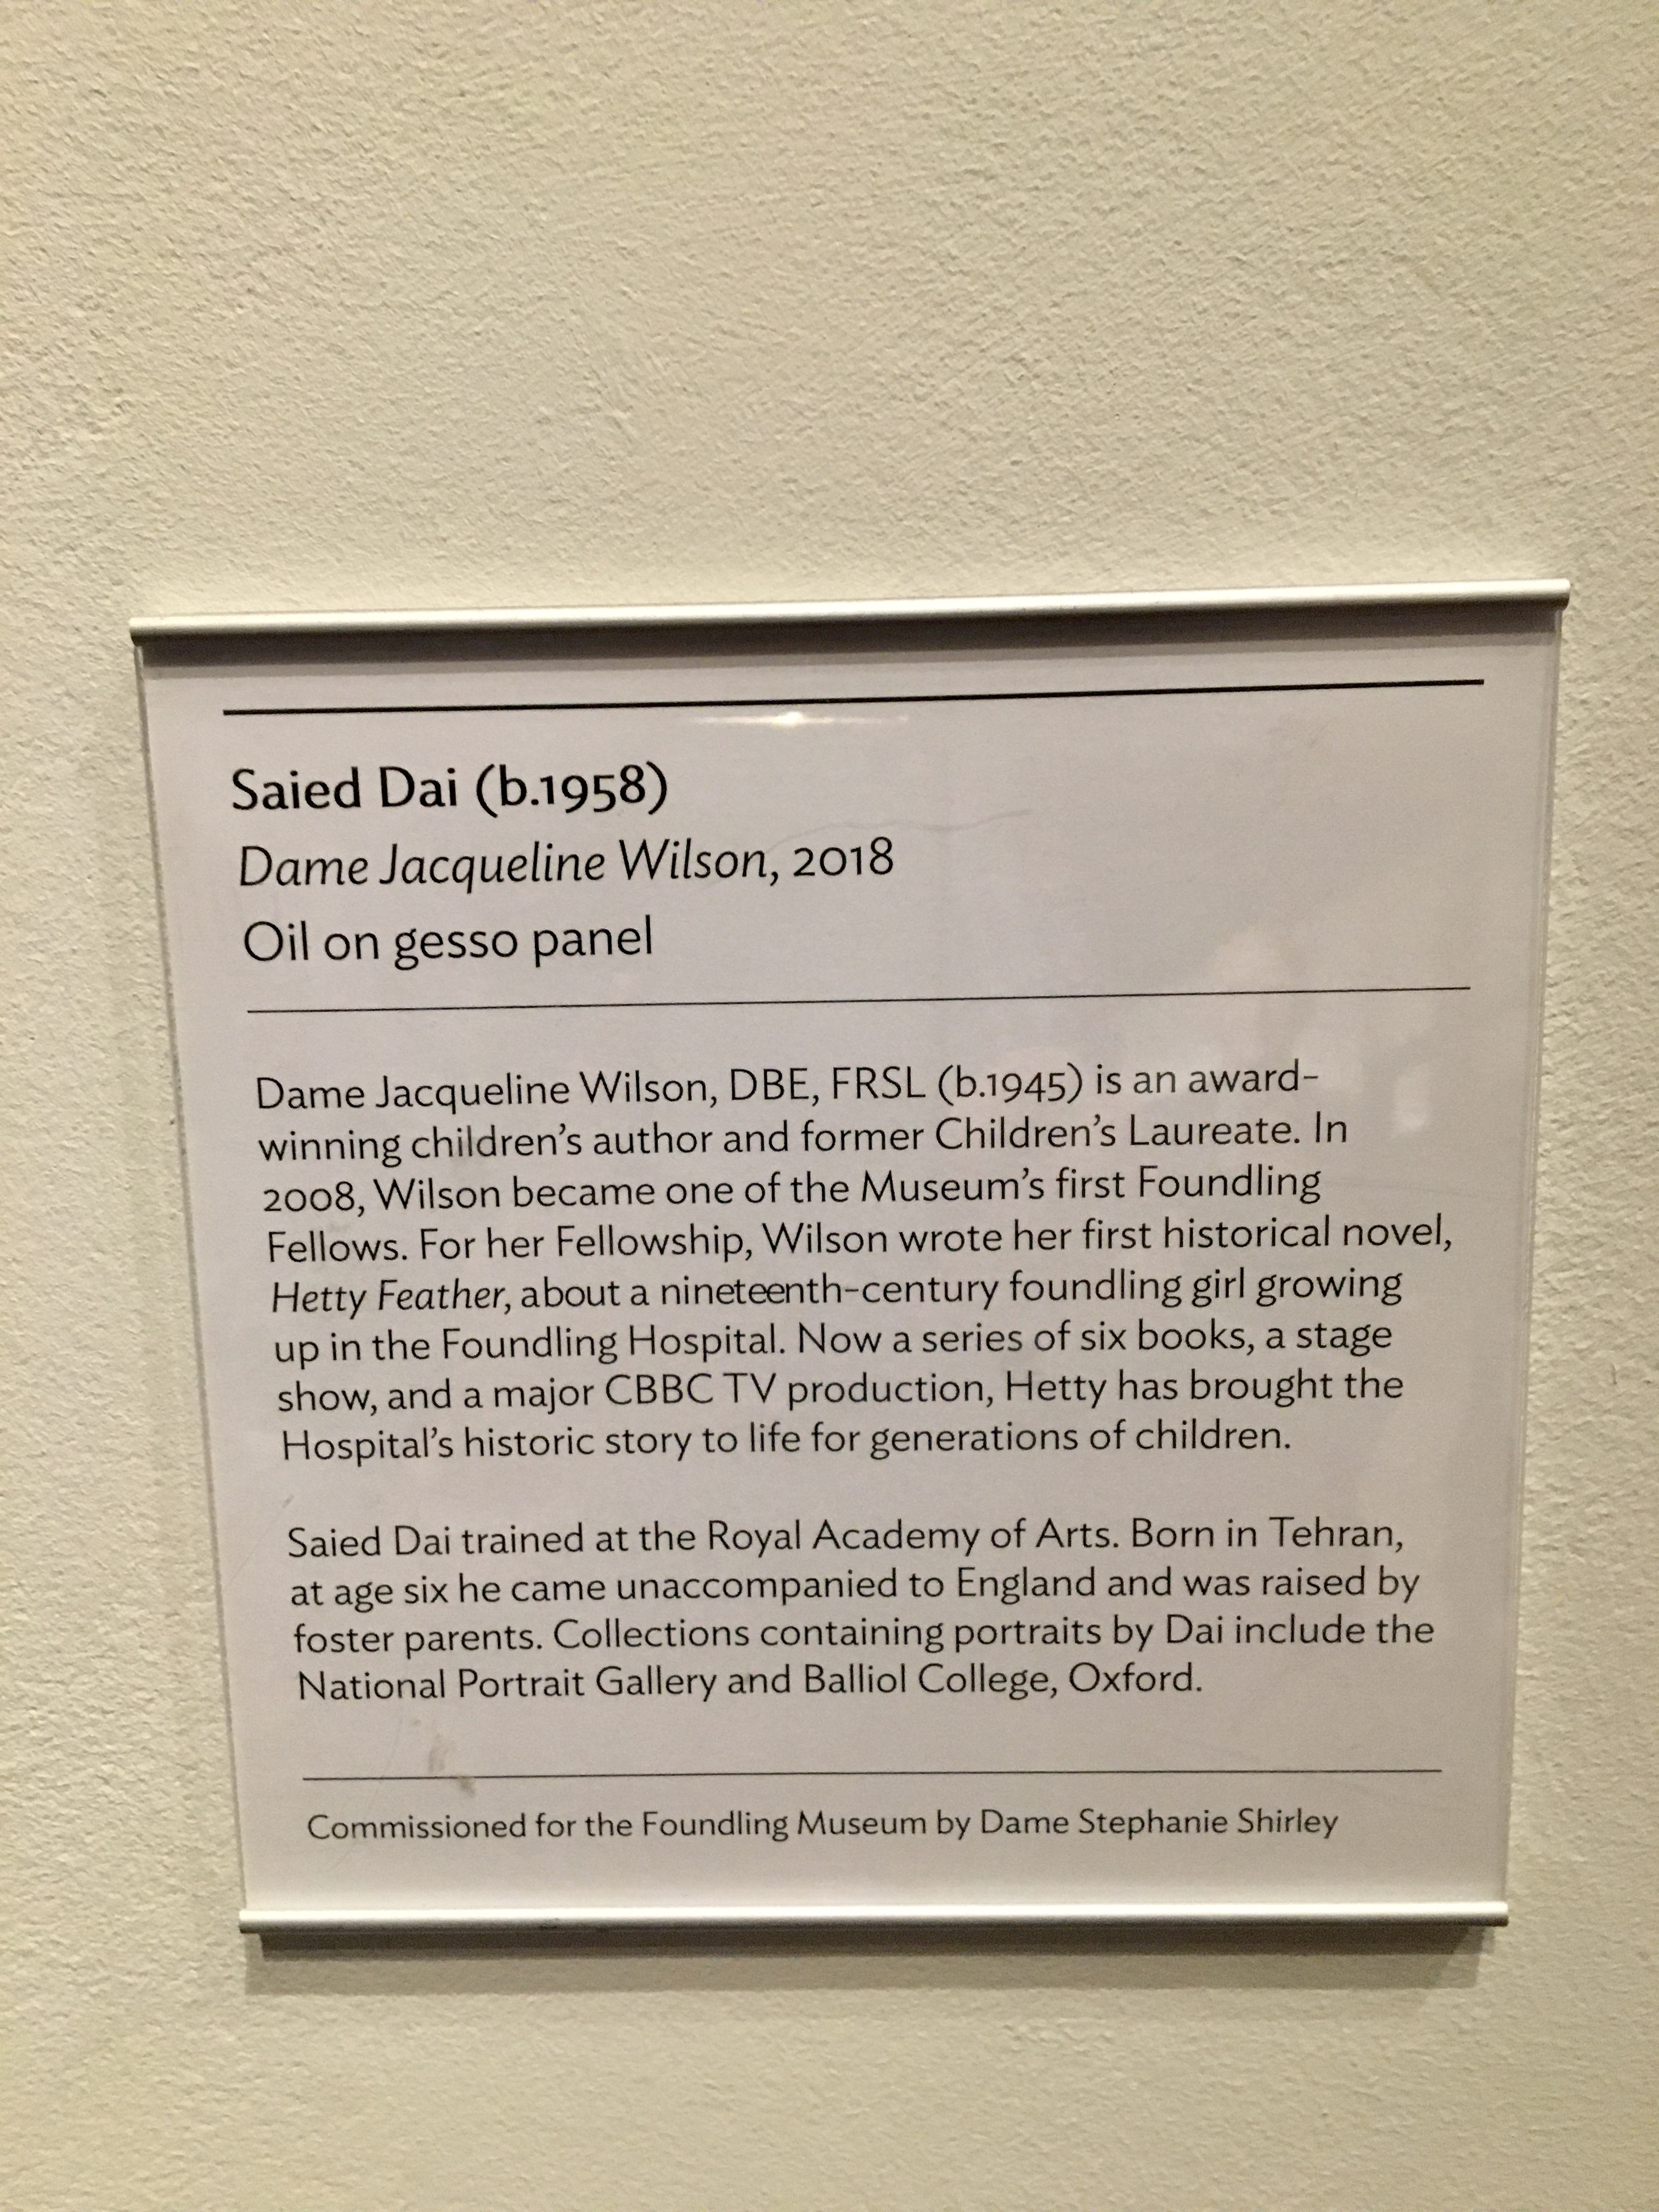 Saied Dai (b.1958)
Dame Jacqueline Wilson, 2018
Oil on gesso panel
Dame Jacqueline Wilson, DBE, FRSL (b.1945) is an award-
winning children's author and former Children's Laureate. In
2008, Wilson became one of the Museum's first Foundling
Fellows. For her Fellowship, Wilson wrote her first historical novel,
Hetty Feather, about a nineteenth-century foundling girl growing
up in the Foundling Hospital. Now a series of six books, a stage
show, and a major CBBC TV production, Hetty has brought the
Hospital's historic story to life for generations of children.
Saied Dai trained at the Royal Academy of Arts. Born in Tehran,
at age six he came unaccompanied to England and was raised by
foster parents. Collections containing portraits by Dai include the
National Portrait Gallery and Balliol College, Oxford.
Commissioned for the Foundling Museum by Dame Stephanie Shirley